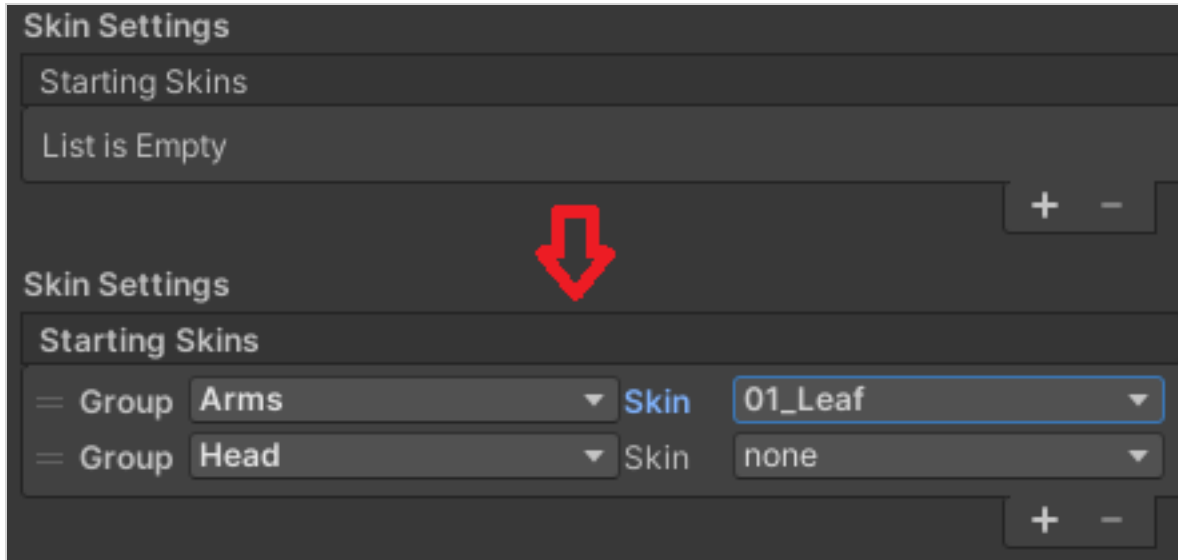 Skin Settings
Starting Skins
List is Empty
+ −
Skin Settings
Starting Skins
Group Arms Skin 01_Leaf
Group Head Skin none
+ −